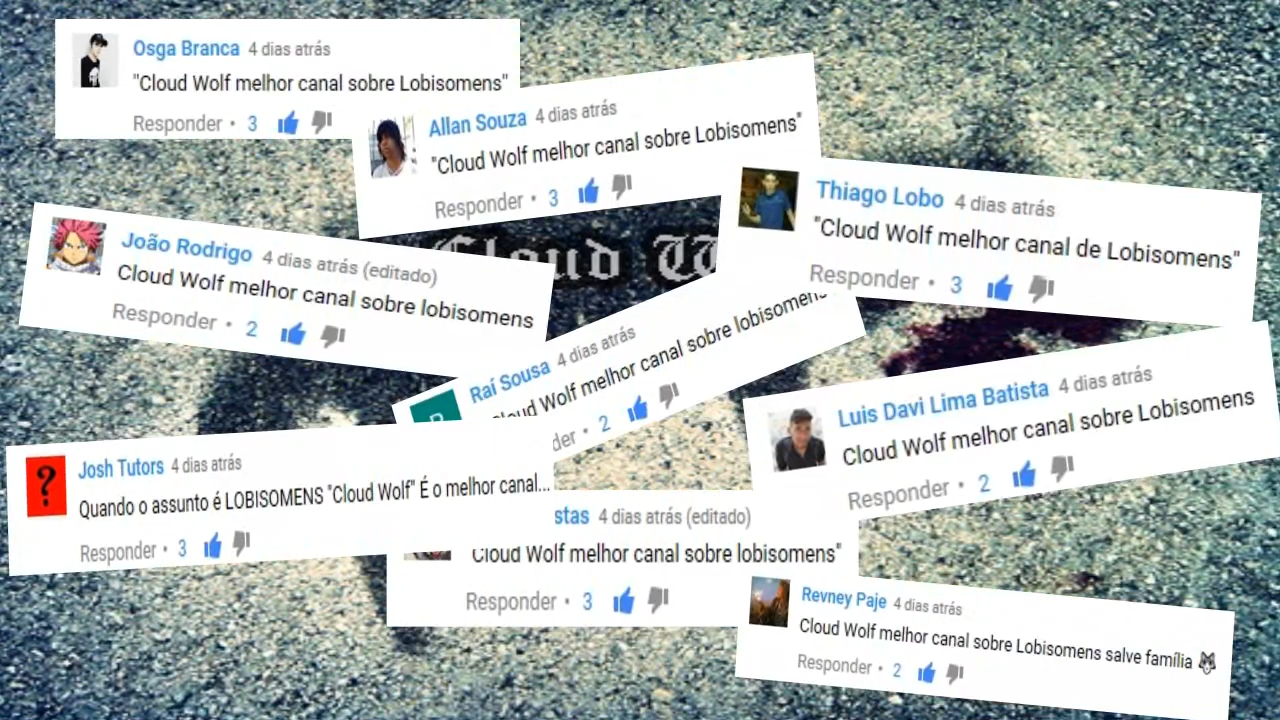 Osga Branca 4 dias atrás
"Cloud Wolf melhor canal sobre Lobisomens"
Responder • 3
Allan Souza 4 dias atrás
"Cloud Wolf melhor canal sobre Lobisomens"
Responder • 3
Thiago Lobo 4 dias atrás
"Cloud Wolf melhor canal de Lobisomens"
Responder • 3
João Rodrigo 4 dias atrás (editado)
Cloud Wolf melhor canal sobre lobisomens
Responder • 2
Cloud W
Raí Sousa 4 dias atrás
Cloud Wolf melhor canal sobre lobisomens
der • 2
Luis Davi Lima Batista 4 dias atrás
Cloud Wolf melhor canal sobre Lobisomens
Responder • 2
?
Josh Tutors 4 dias atrás
Quando o assunto é LOBISOMENS "Cloud Wolf" É o melhor canal...
Responder • 3
stas 4 dias atrás (editado)
Cloud Wolf melhor canal sobre lobisomens"
Responder • 3
Revney Paje 4 dias atrás
Cloud Wolf melhor canal sobre Lobisomens salve família
Responder • 2